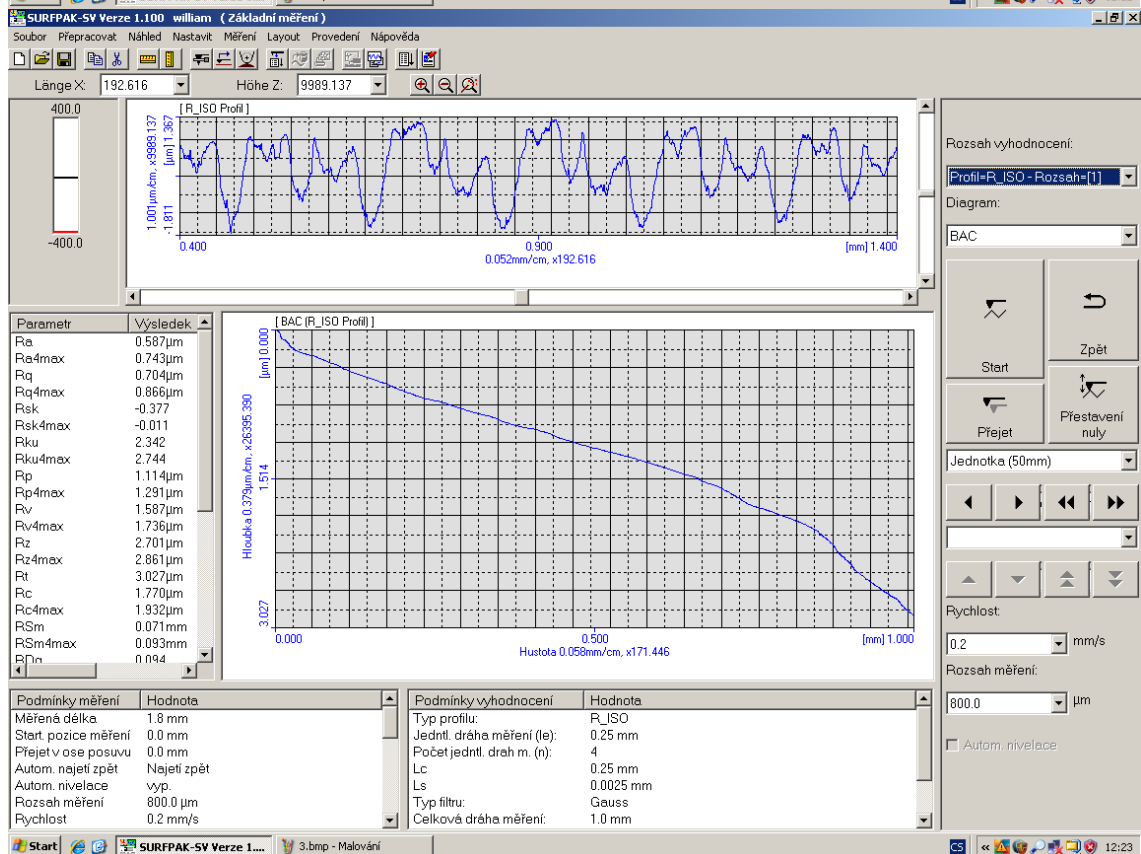 SURFPAK-SV Verze 1.100 william ( Základní měření )
Soubor Přepracovat Náhled Nastavit Měření Layout Provedení Nápověda
Länge X: 192.616 Höhe Z: 9989.137
400.0
-400.0
[ R_ISO Profil ]
1.001µm/cm, x9989.137
-1.811 [µm] 1.367
0.400 0.900 [mm] 1.400
0.052mm/cm, x192.616
Parametr Výsledek
Ra 0.587µm
Ra4max 0.743µm
Rq 0.704µm
Rq4max 0.866µm
Rsk -0.377
Rsk4max -0.011
Rku 2.342
Rku4max 2.744
Rp 1.114µm
Rp4max 1.291µm
Rv 1.587µm
Rv4max 1.736µm
Rz 2.701µm
Rz4max 2.861µm
Rt 3.027µm
Rc 1.770µm
Rc4max 1.932µm
RSm 0.071mm
RSm4max 0.093mm
RDq 0.094
[ BAC (R_ISO Profil) ]
Hloubka 0.379µm/cm, x26395.390
3.027 1.514 [µm] 0.000
0.000 0.500 [mm] 1.000
Hustota 0.058mm/cm, x171.446
Rozsah vyhodnocení:
Profil=R_ISO - Rozsah=[1]
Diagram:
BAC
Start
Zpět
Přejet
Přestavení
nuly
Jednotka (50mm)
Rychlost:
0.2 mm/s
Rozsah měření:
800.0 µm
Autom. nivelace
Podmínky měření Hodnota
Měřená délka 1.8 mm
Start. pozice měření 0.0 mm
Přejet v ose posuvu 0.0 mm
Autom. najetí zpět Najetí zpět
Autom. nivelace vyp.
Rozsah měření 800.0 µm
Rychlost 0.2 mm/s
Podmínky vyhodnocení Hodnota
Typ profilu: R_ISO
Jedntl. dráha měření (le): 0.25 mm
Počet jedntl. drah m. (n): 4
Lc 0.25 mm
Ls 0.0025 mm
Typ filtru: Gauss
Celková dráha měření: 1.0 mm
Start SURFPAK-SV Verze 1.... 3.bmp - Malování CS « 12:23